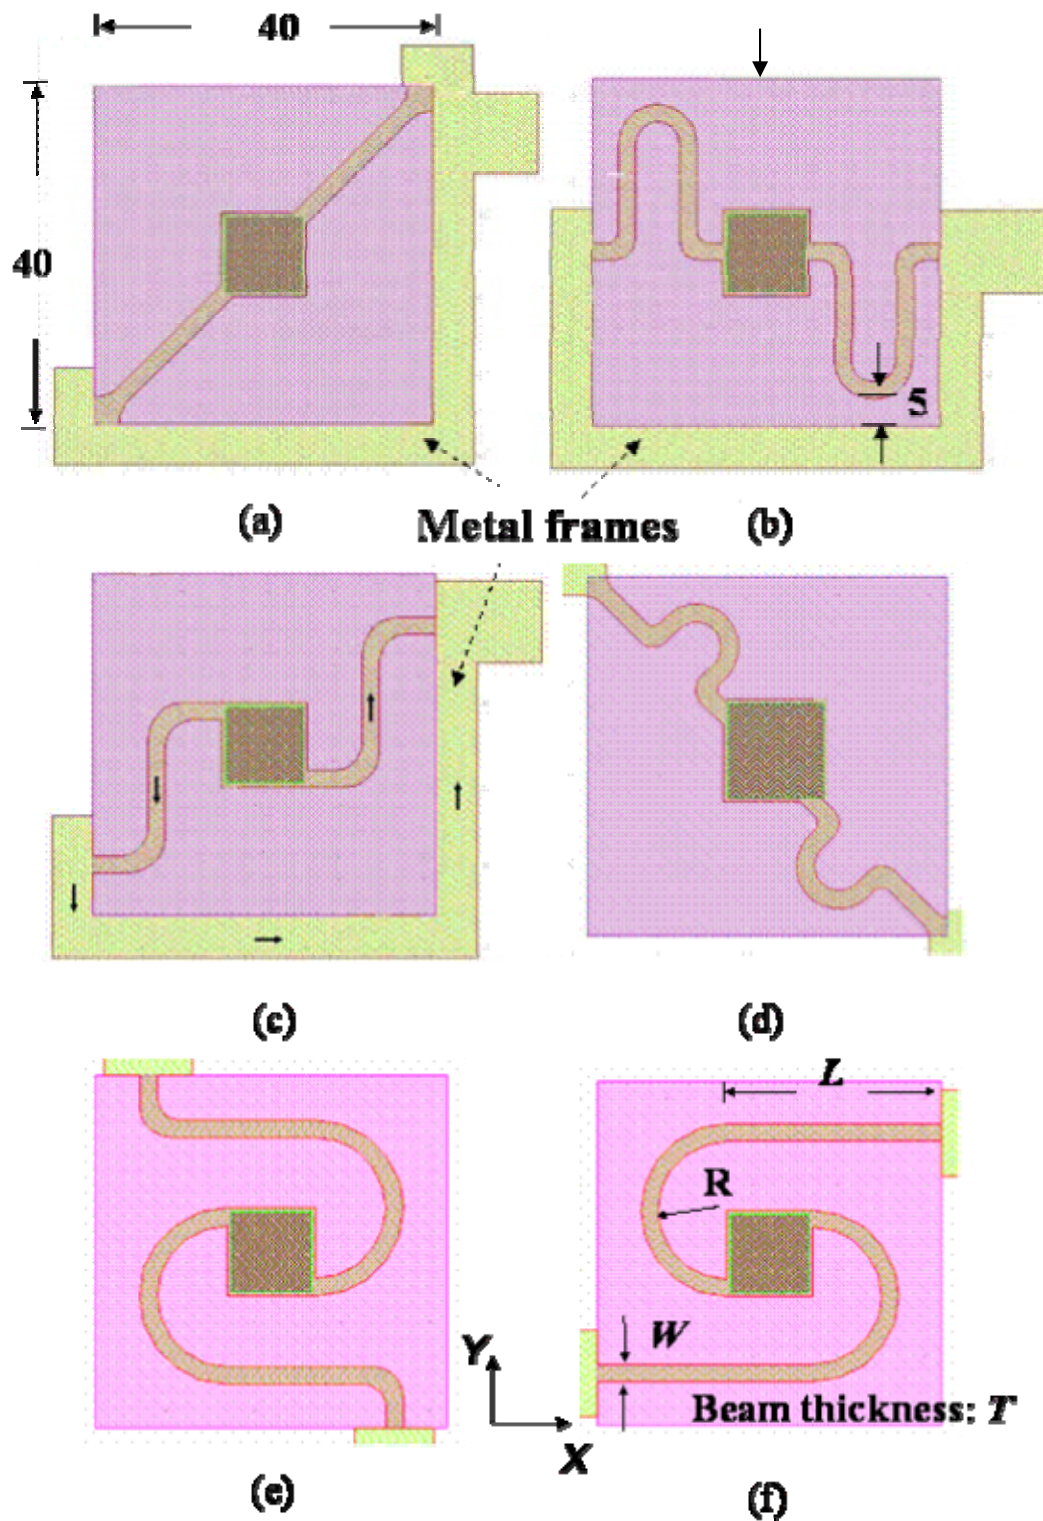 40
40
5
(a)
Metal frames
(b)
(c)
(d)
L
R
W
Y
Beam thickness: T
X
(e)
(f)